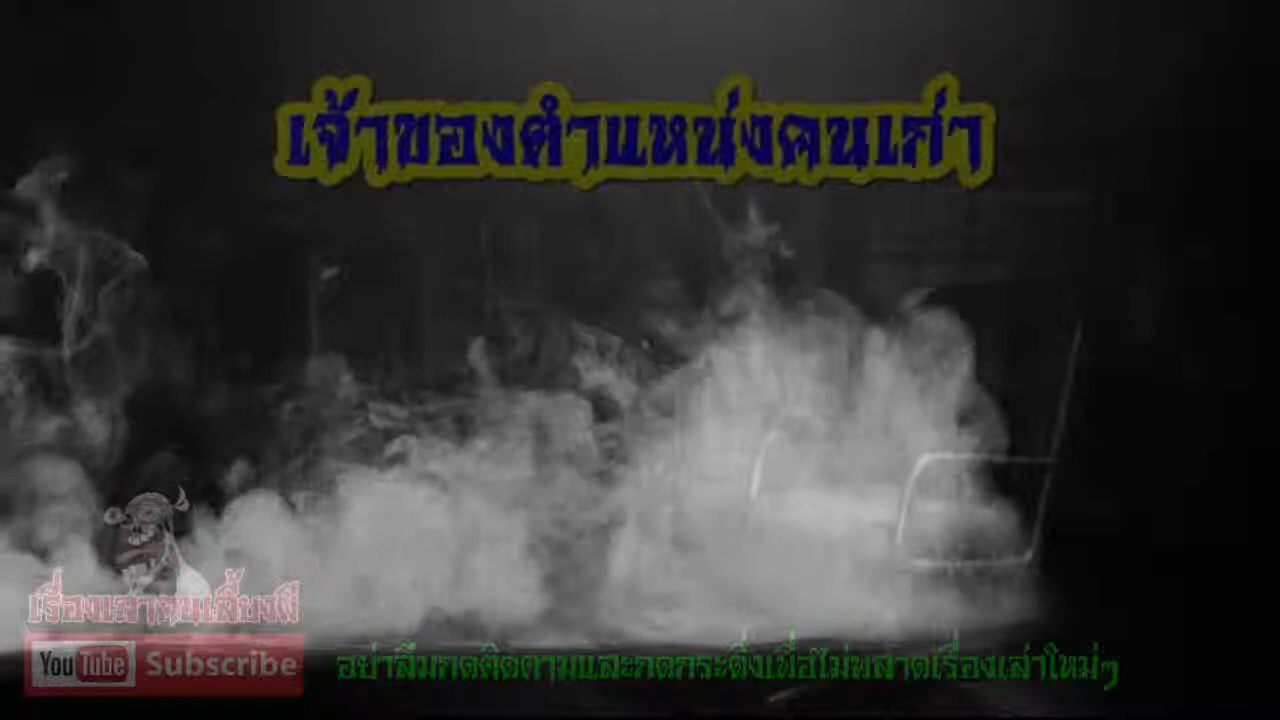 เจ้าของตำแหน่งคนเก่า
เรื่องเล่าคนเลี้ยงผี
YouTube Subscribe
อย่าลืมกดติดตามและกดกระดิ่งเพื่อไม่พลาดเรื่องเล่าใหม่ๆ